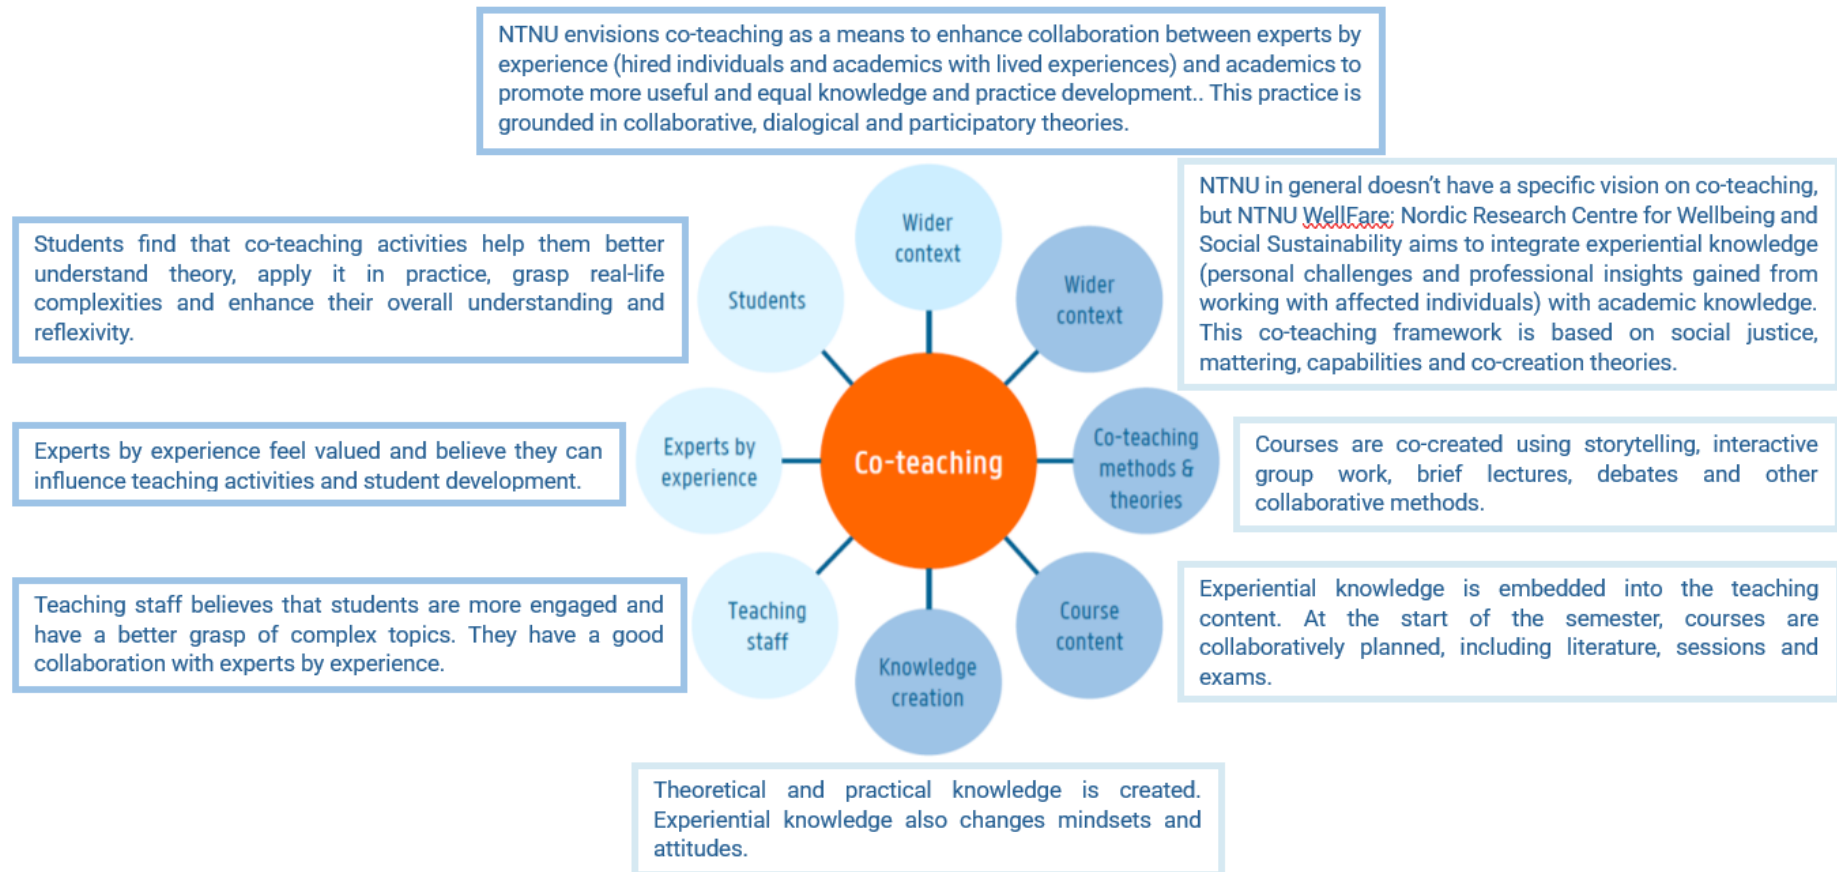 NTNU envisions co-teaching as a means to enhance collaboration between experts by
experience (hired individuals and academics with lived experiences) and academics to
promote more useful and equal knowledge and practice development.. This practice is
grounded in collaborative, dialogical and participatory theories.
NTNU in general doesn’t have a specific vision on co-teaching,
but NTNU WellFare; Nordic Research Centre for Wellbeing and
Social Sustainability aims to integrate experiential knowledge
(personal challenges and professional insights gained from
working with affected individuals) with academic knowledge.
This co-teaching framework is based on social justice,
mattering, capabilities and co-creation theories.
Students find that co-teaching activities help them better
understand theory, apply it in practice, grasp real-life
complexities and enhance their overall understanding and
reflexivity.
Wider
context
Students
Wider
context
Experts by experience feel valued and believe they can
influence teaching activities and student development.
Experts by
experience
Co-teaching
Co-teaching
methods &
theories
Courses are co-created using storytelling, interactive
group work, brief lectures, debates and other
collaborative methods.
Teaching staff believes that students are more engaged and
have a better grasp of complex topics. They have a good
collaboration with experts by experience.
Teaching
staff
Knowledge
creation
Course
content
Experiential knowledge is embedded into the teaching
content. At the start of the semester, courses are
collaboratively planned, including literature, sessions and
exams.
Theoretical and practical knowledge is created.
Experiential knowledge also changes mindsets and
attitudes.